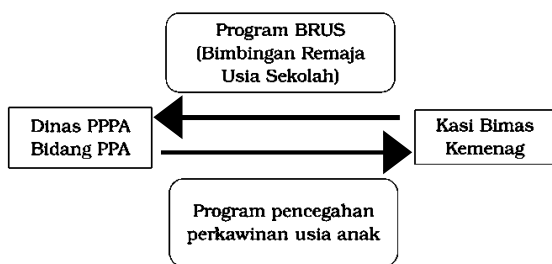 Program BRUS
(Bimbingan Remaja
Usia Sekolah)
Dinas PPPA
Bidang PPA
Kasi Bimas
Kemenag
Program pencegahan
perkawinan usia anak